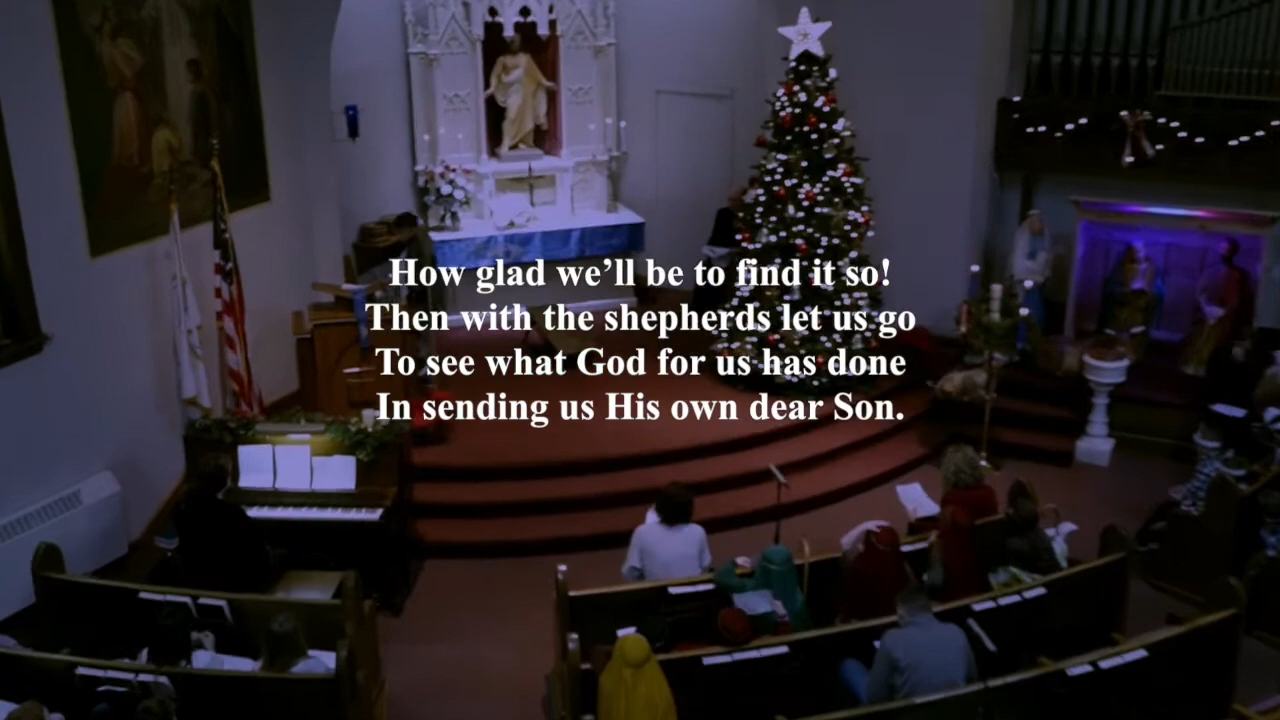 How glad we’ll be to find it so!
Then with the shepherds let us go
To see what God for us has done
In sending us His own dear Son.